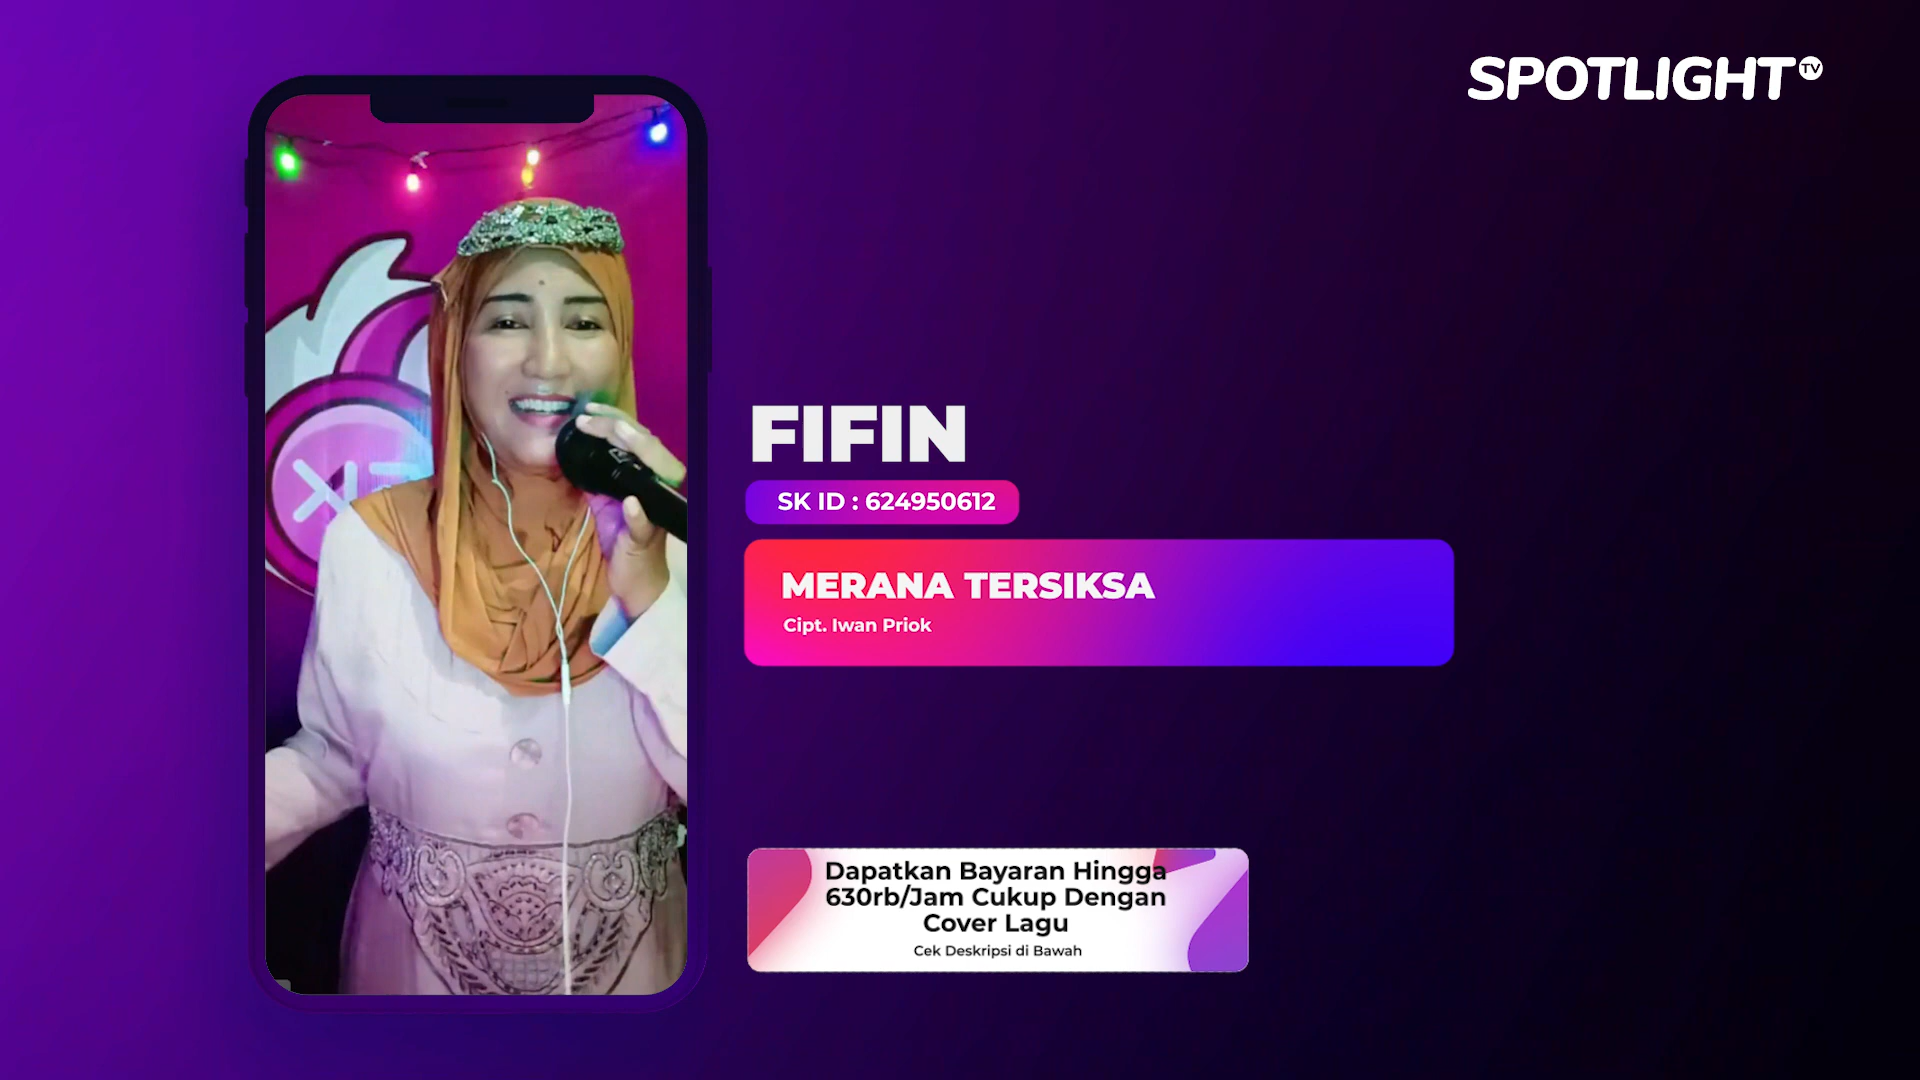 SPOTLIGHT TV
FIFIN
SK ID : 624950612
MERANA TERSIKSA
Cipt. Iwan Priok
Dapatkan Bayaran Hingga
630rb/Jam Cukup Dengan
Cover Lagu
Cek Deskripsi di Bawah